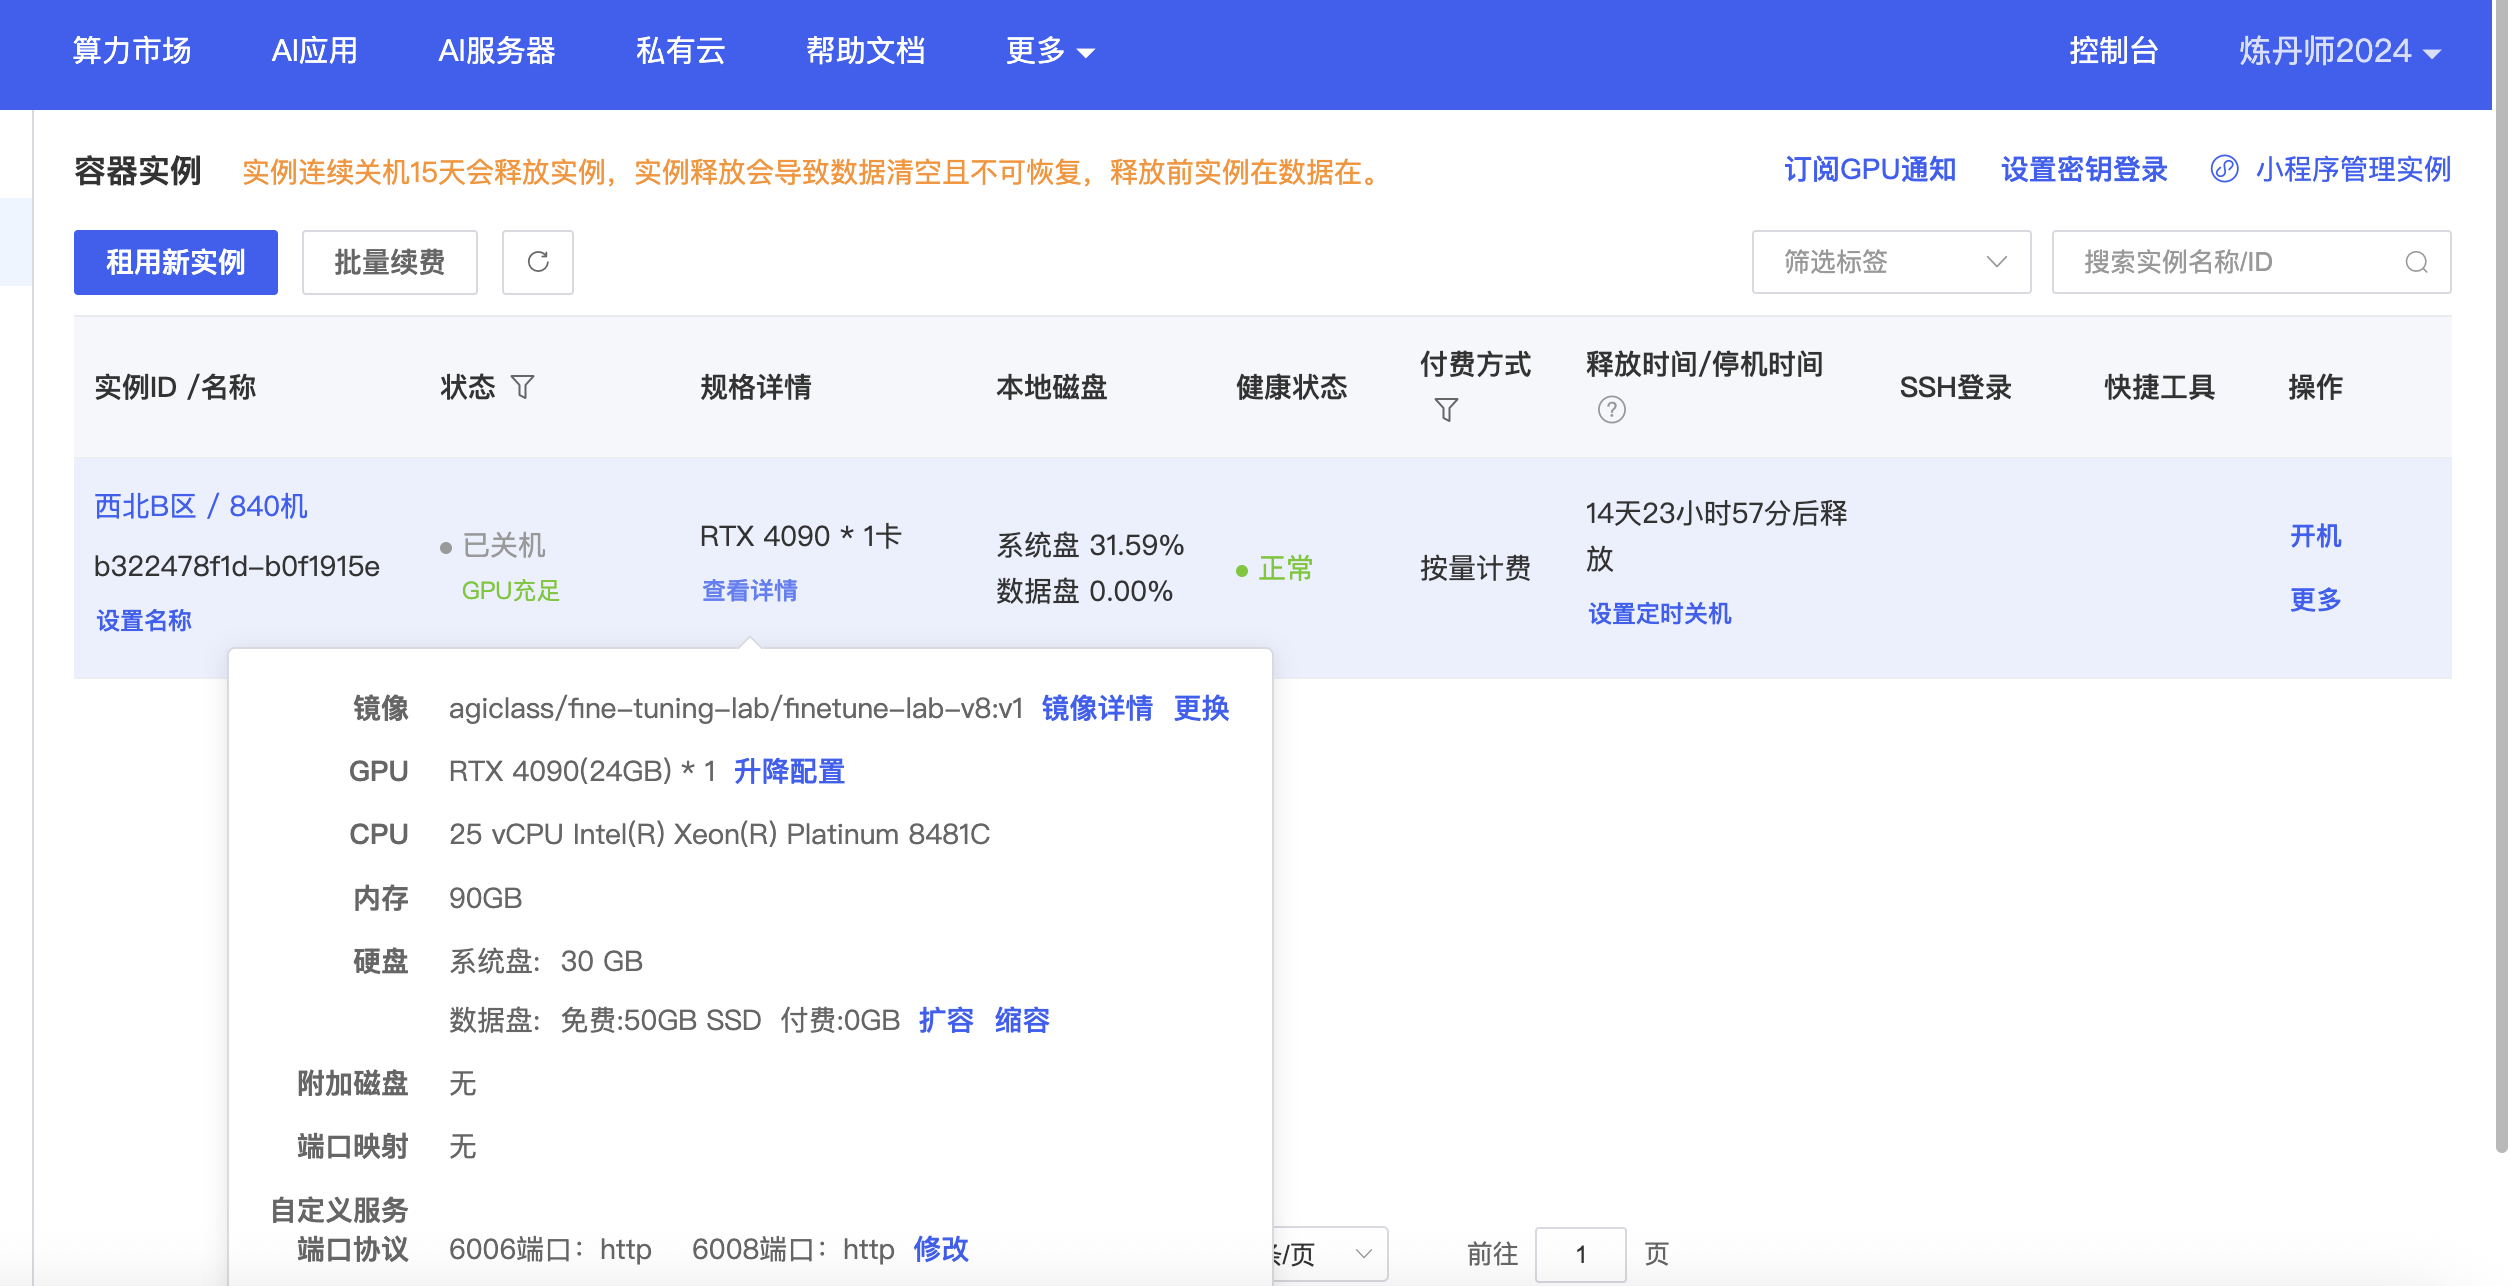 算力市场 AI应用 AI服务器 私有云 帮助文档 更多 控制台 炼丹师2024
容器实例 实例连续关机15天会释放实例，实例释放会导致数据清空且不可恢复，释放前实例在数据在。 订阅GPU通知 设置密钥登录 小程序管理实例
租用新实例 批量续费 筛选标签 搜索实例名称/ID
实例ID /名称 状态 规格详情 本地磁盘 健康状态 付费方式 释放时间/停机时间 SSH登录 快捷工具 操作
西北B区 / 840机
b322478f1d-b0f1915e
设置名称
已关机
GPU充足
RTX 4090 * 1卡
查看详情
系统盘 31.59%
数据盘 0.00%
正常
按量计费
14天23小时57分后释
放
设置定时关机
开机
更多
镜像 agiclass/fine-tuning-lab/finetune-lab-v8:v1 镜像详情 更换
GPU RTX 4090(24GB) * 1 升降配置
CPU 25 vCPU Intel(R) Xeon(R) Platinum 8481C
内存 90GB
硬盘 系统盘: 30 GB
数据盘: 免费:50GB SSD 付费:0GB 扩容 缩容
附加磁盘 无
端口映射 无
自定义服务
端口协议 6006端口：http 6008端口：http 修改
/页 前往 1 页